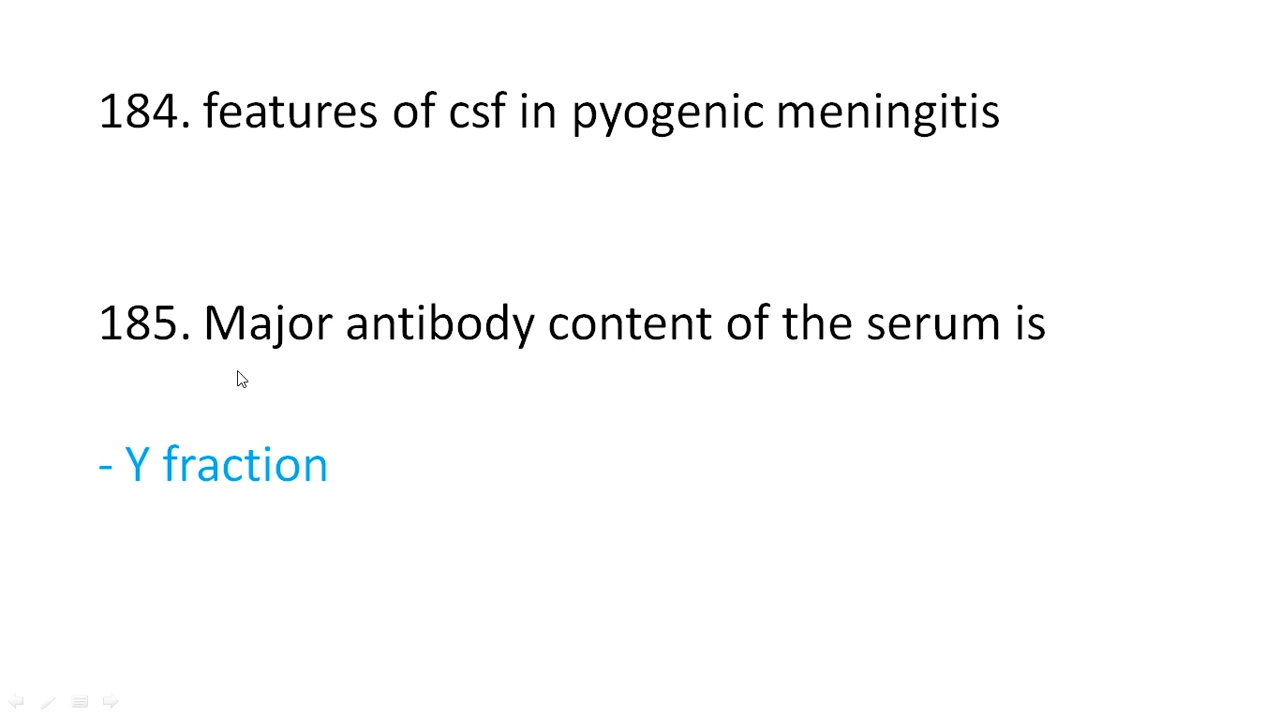 184. features of csf in pyogenic meningitis
185. Major antibody content of the serum is
- Y fraction